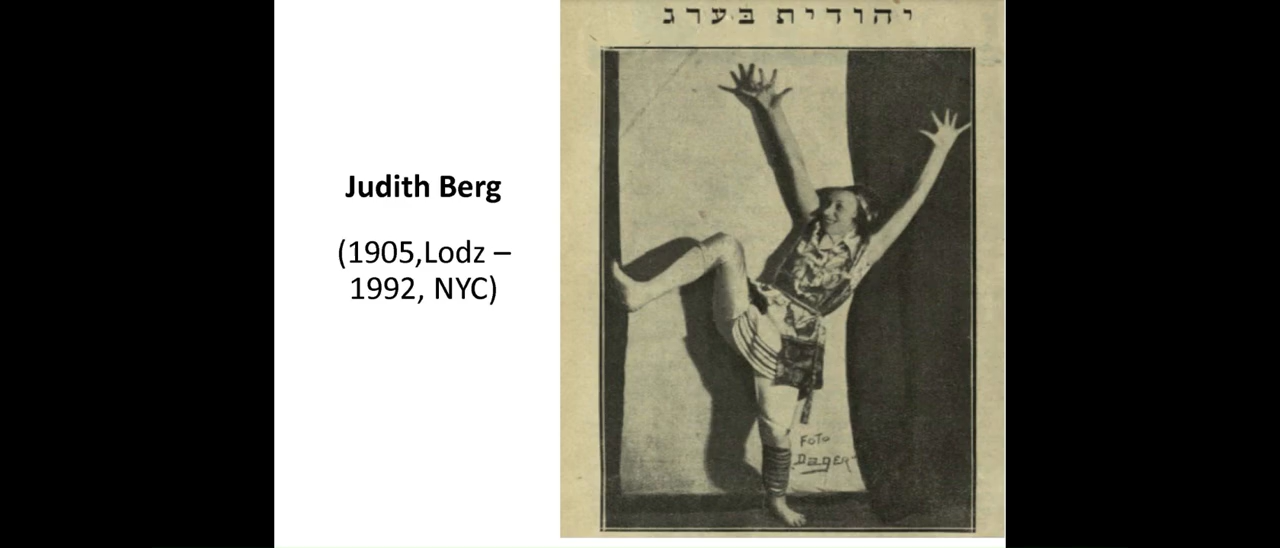 יהודית בערג
Judith Berg
(1905,Lodz –
1992, NYC)
Foto
Dager